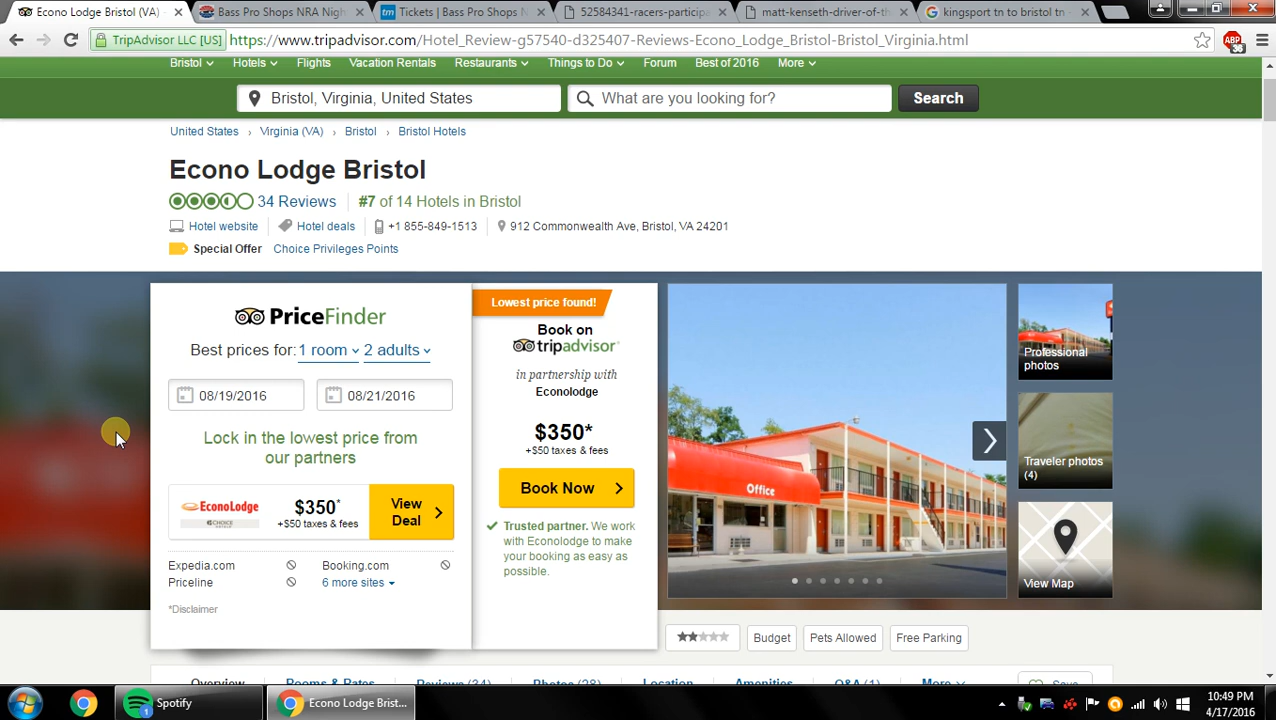 Econo Lodge Bristol (VA) -
Bass Pro Shops NRA Nigh
Tickets | Bass Pro Shops N
52584341-racers-participa
matt-kenseth-driver-of-th
kingsport tn to bristol tn
TripAdvisor LLC [US]
https://www.tripadvisor.com/Hotel_Review-g57540-d325407-Reviews-Econo_Lodge_Bristol-Bristol_Virginia.html
ABP
36
Bristol
Hotels
Flights
Vacation Rentals
Restaurants
Things to Do
Forum
Best of 2016
More
Bristol, Virginia, United States
What are you looking for?
Search
United States › Virginia (VA) › Bristol › Bristol Hotels
Econo Lodge Bristol
34 Reviews
#7 of 14 Hotels in Bristol
Hotel website
Hotel deals
+1 855-849-1513
912 Commonwealth Ave, Bristol, VA 24201
Special Offer
Choice Privileges Points
PriceFinder
Best prices for: 1 room 2 adults
08/19/2016
08/21/2016
Lock in the lowest price from
our partners
EconoLodge
CHOICE
$350*
+$50 taxes & fees
View
Deal
Expedia.com
Booking.com
Priceline
6 more sites
*Disclaimer
Lowest price found!
Book on
tripadvisor
in partnership with
Econolodge
$350*
+$50 taxes & fees
Book Now
Trusted partner. We work
with Econolodge to make
your booking as easy as
possible.
Office
Professional
photos
Traveler photos
(4)
View Map
Budget
Pets Allowed
Free Parking
Overview
Rooms & Rates
Reviews (34)
Photos (28)
Location
Amenities
Q&A (1)
More
Save
1
Spotify
Econo Lodge Brist...
10:49 PM
4/17/2016